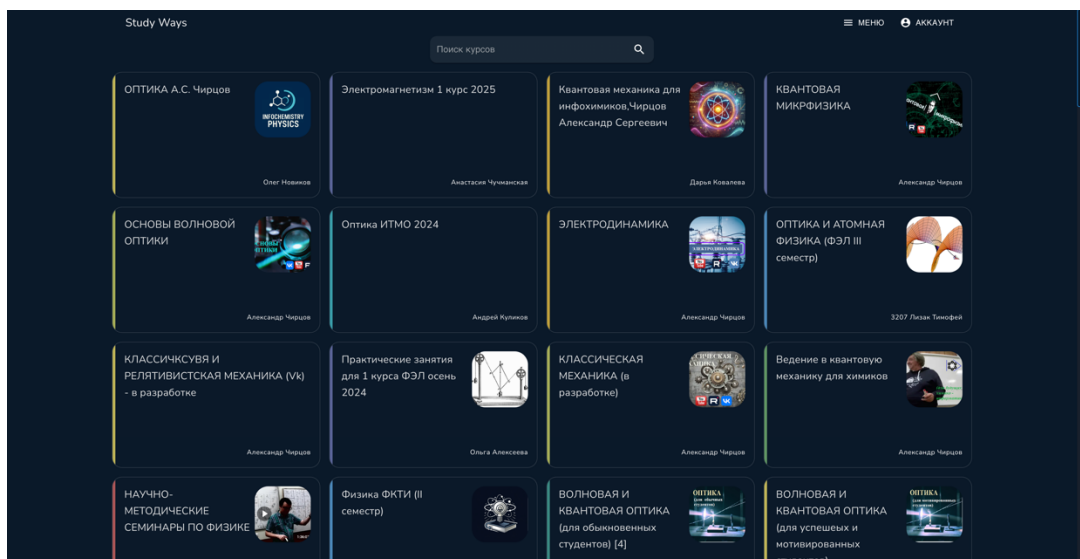 Study Ways
МЕНЮ
АККАУНТ
Поиск курсов
ОПТИКА А.С. Чирцов
INFOCHEMISTRY
PHYSICS
Олег Новиков
Электромагнетизм 1 курс 2025
Анастасия Чучманская
Квантовая механика для
инфохимиков,Чирцов
Александр Сергеевич
Дарья Ковалева
КВАНТОВАЯ
МИКРФИЗИКА
Александр Чирцов
ОСНОВЫ ВОЛНОВОЙ
ОПТИКИ
Александр Чирцов
Оптика ИТМО 2024
Андрей Куликов
ЭЛЕКТРОДИНАМИКА
ЭЛЕКТРОДИНАМИКА
Александр Чирцов
ОПТИКА И АТОМНАЯ
ФИЗИКА (ФЭЛ III
семестр)
3207 Лизак Тимофей
КЛАССИЧКСУВЯ И
РЕЛЯТИВИСТСКАЯ МЕХАНИКА (Vk)
- в разработке
Александр Чирцов
Практические занятия
для 1 курса ФЭЛ осень
2024
Ольга Алексеева
КЛАССИЧЕСКАЯ
МЕХАНИКА (в
разработке)
Александр Чирцов
Ведение в квантовую
механику для химиков
Александр Чирцов
НАУЧНО-
МЕТОДИЧЕСКИЕ
СЕМИНАРЫ ПО ФИЗИКЕ
Физика ФКТИ (II
семестр)
ВОЛНОВАЯ И
КВАНТОВАЯ ОПТИКА
(для обыкновенных
студентов) [4]
ОПТИКА
ВОЛНОВАЯ И
КВАНТОВАЯ ОПТИКА
(для успешеых и
мотивированных
ОПТИКА